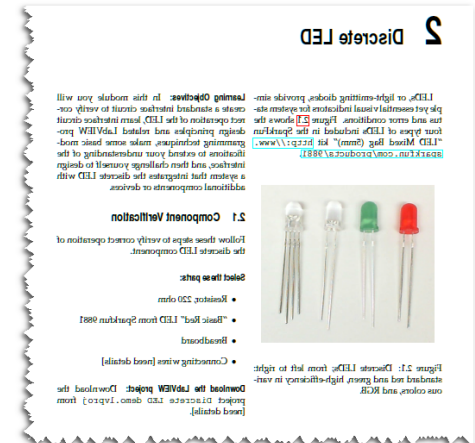 2 Discrete LED
LEDs, or light-emitting diodes, provide sim-
ple yet essential visual indicators for system sta-
tus and error conditions. Figure 2.1 shows the
four types of LEDs included in the Sparkfun
"LED Mixed Bag (5mm)" kit http://www.
sparkfun.com/products/9881.
Figure 2.1: Discrete LEDs; from left to right:
standard red and green, high-efficiency in vari-
ous colors, and RGB.
Learning Objectives: In this module you will
create a standard interface circuit to verify cor-
rect operation of the LED, learn interface circuit
design principles and related LabVIEW pro-
gramming techniques, make some basic mod-
ifications to extend your understanding of the
interface, and then challenge yourself to design
a system that integrates the discrete LED with
additional components or devices.
2.1 Component Verification
Follow these steps to verify correct operation of
the discrete LED component.
Select these parts:
• Resistor, 220 ohm
• "Basic Red" LED from Sparkfun 9881
• Breadboard
• Connecting wires [need details]
Download the LabVIEW project: Download the
project Discrete LED demo.lvproj from
[need details].